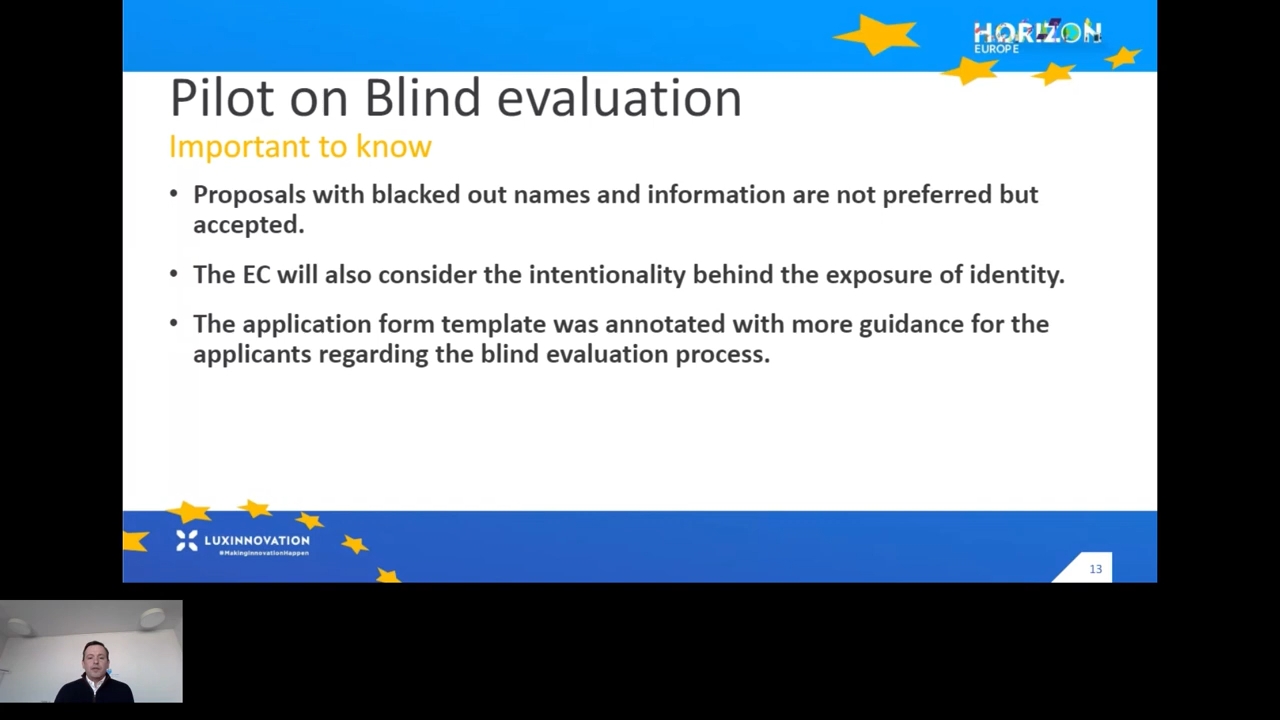 HORIZON
EUROPE
Pilot on Blind evaluation
Important to know
• Proposals with blacked out names and information are not preferred but
accepted.
• The EC will also consider the intentionality behind the exposure of identity.
• The application form template was annotated with more guidance for the
applicants regarding the blind evaluation process.
LUXINNOVATION
#MakingInnovationHappen
13